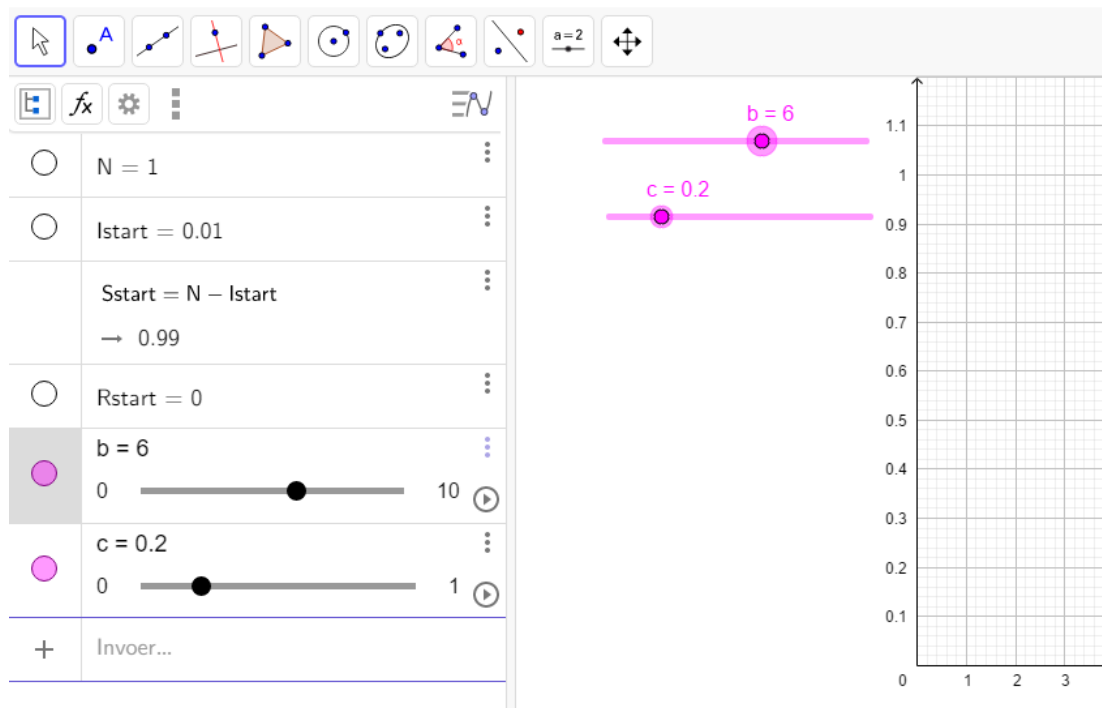 A
α
a=2
fx
N = 1
Istart = 0.01
Sstart = N − Istart
→ 0.99
Rstart = 0
b = 6
0 10
c = 0.2
0 1
+ Invoer...
b = 6
c = 0.2
1.1
1
0.9
0.8
0.7
0.6
0.5
0.4
0.3
0.2
0.1
0 1 2 3